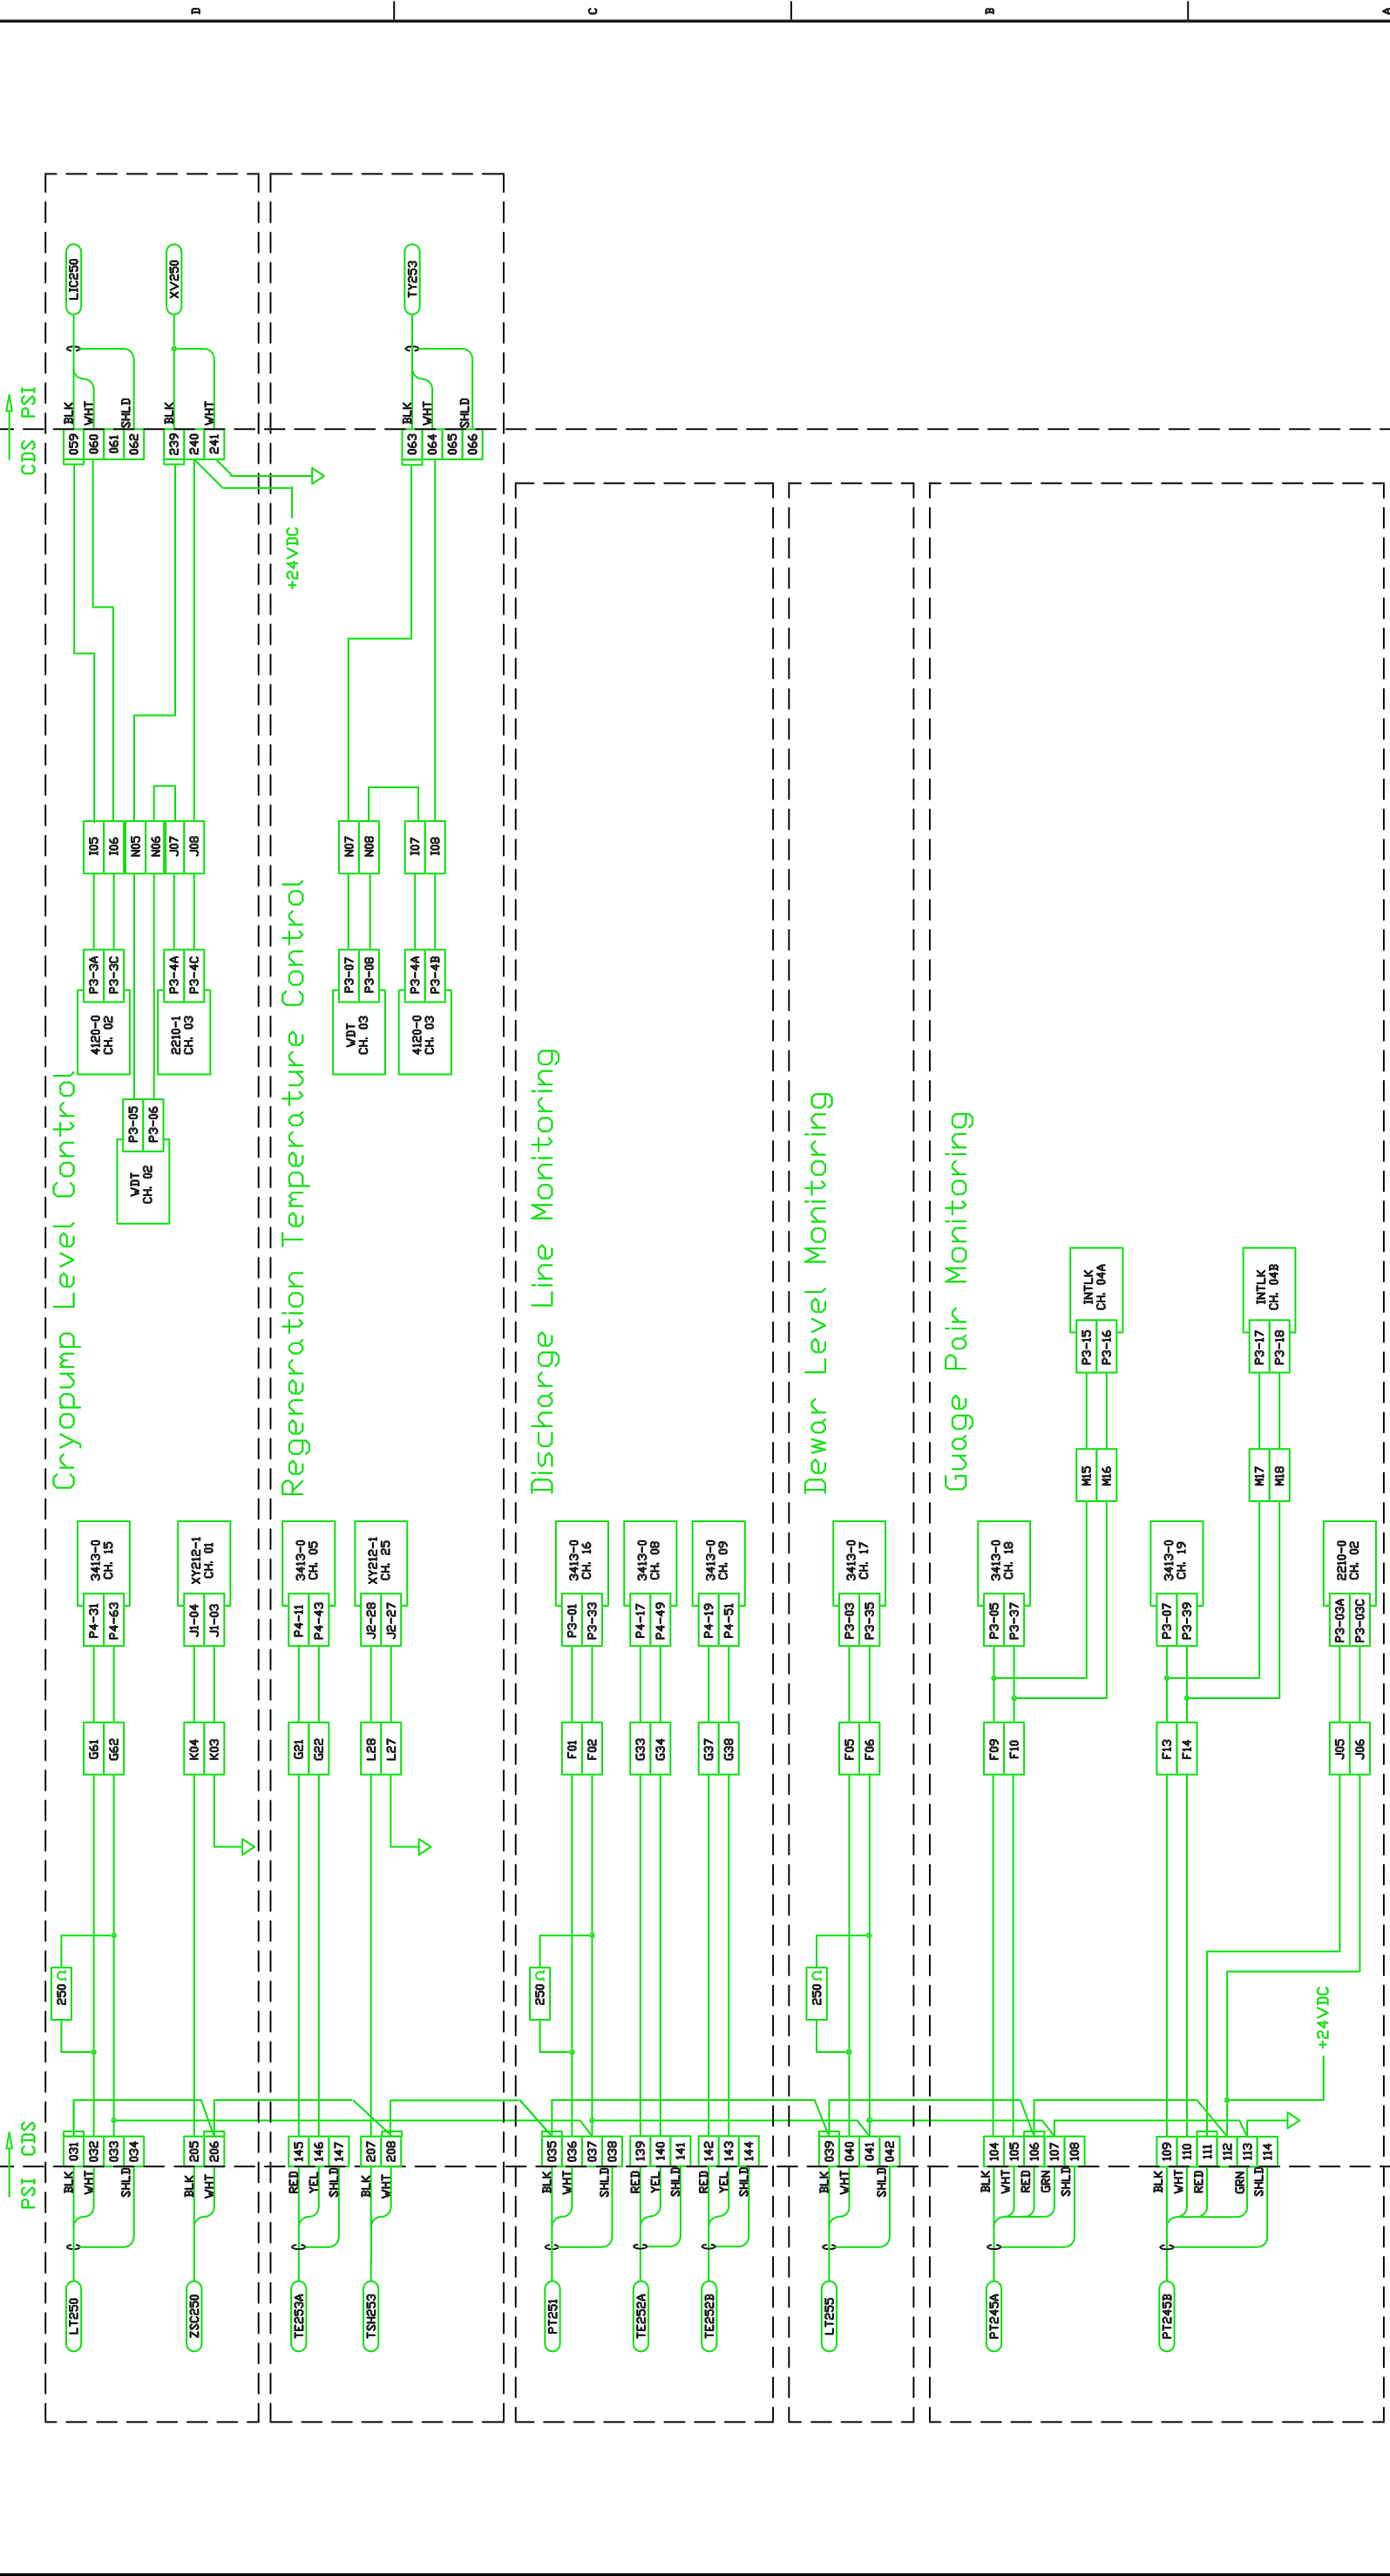 D
C
B
A
PSI CDS
CDS PSI
Cryopump Level Control
LT250
BLK
WHT
SHLD
031
032
033
034
250 Ω
G61
G62
P4-31
P4-63
3413-0
CH. 15
ZSC250
BLK
WHT
205
206
K04
K03
J1-04
J1-03
XY212-1
CH. 01
WDT
CH. 02
P3-05
P3-06
4120-0
CH. 02
P3-3A
P3-3C
2210-1
CH. 03
P3-4A
P3-4C
I05
I06
N05
N06
J07
J08
059
060
061
062
BLK
WHT
SHLD
LIC250
239
240
241
BLK
WHT
XV250
+24VDC
Regeneration Temperature Control
TE253A
RED
YEL
SHLD
145
146
147
G21
G22
P4-11
P4-43
3413-0
CH. 05
TSH253
BLK
WHT
207
208
L28
L27
J2-28
J2-27
XY212-1
CH. 25
WDT
CH. 03
P3-07
P3-08
4120-0
CH. 03
P3-4A
P3-4B
N07
N08
I07
I08
063
064
065
066
BLK
WHT
SHLD
TY253
Discharge Line Monitoring
PT251
BLK
WHT
SHLD
035
036
037
038
250 Ω
F01
F02
P3-01
P3-33
3413-0
CH. 16
TE252A
RED
YEL
SHLD
139
140
141
G33
G34
P4-17
P4-49
3413-0
CH. 08
TE252B
RED
YEL
SHLD
142
143
144
G37
G38
P4-19
P4-51
3413-0
CH. 09
Dewar Level Monitoring
LT255
BLK
WHT
SHLD
039
040
041
042
250 Ω
F05
F06
P3-03
P3-35
3413-0
CH. 17
Guage Pair Monitoring
PT245A
BLK
WHT
RED
GRN
SHLD
104
105
106
107
108
F09
F10
P3-05
P3-37
3413-0
CH. 18
M15
M16
P3-15
P3-16
INTLK
CH. 04A
PT245B
BLK
WHT
RED
GRN
SHLD
109
110
111
112
113
114
F13
F14
P3-07
P3-39
3413-0
CH. 19
M17
M18
P3-17
P3-18
INTLK
CH. 04B
+24VDC
J05
J06
P3-03A
P3-03C
2210-0
CH. 02